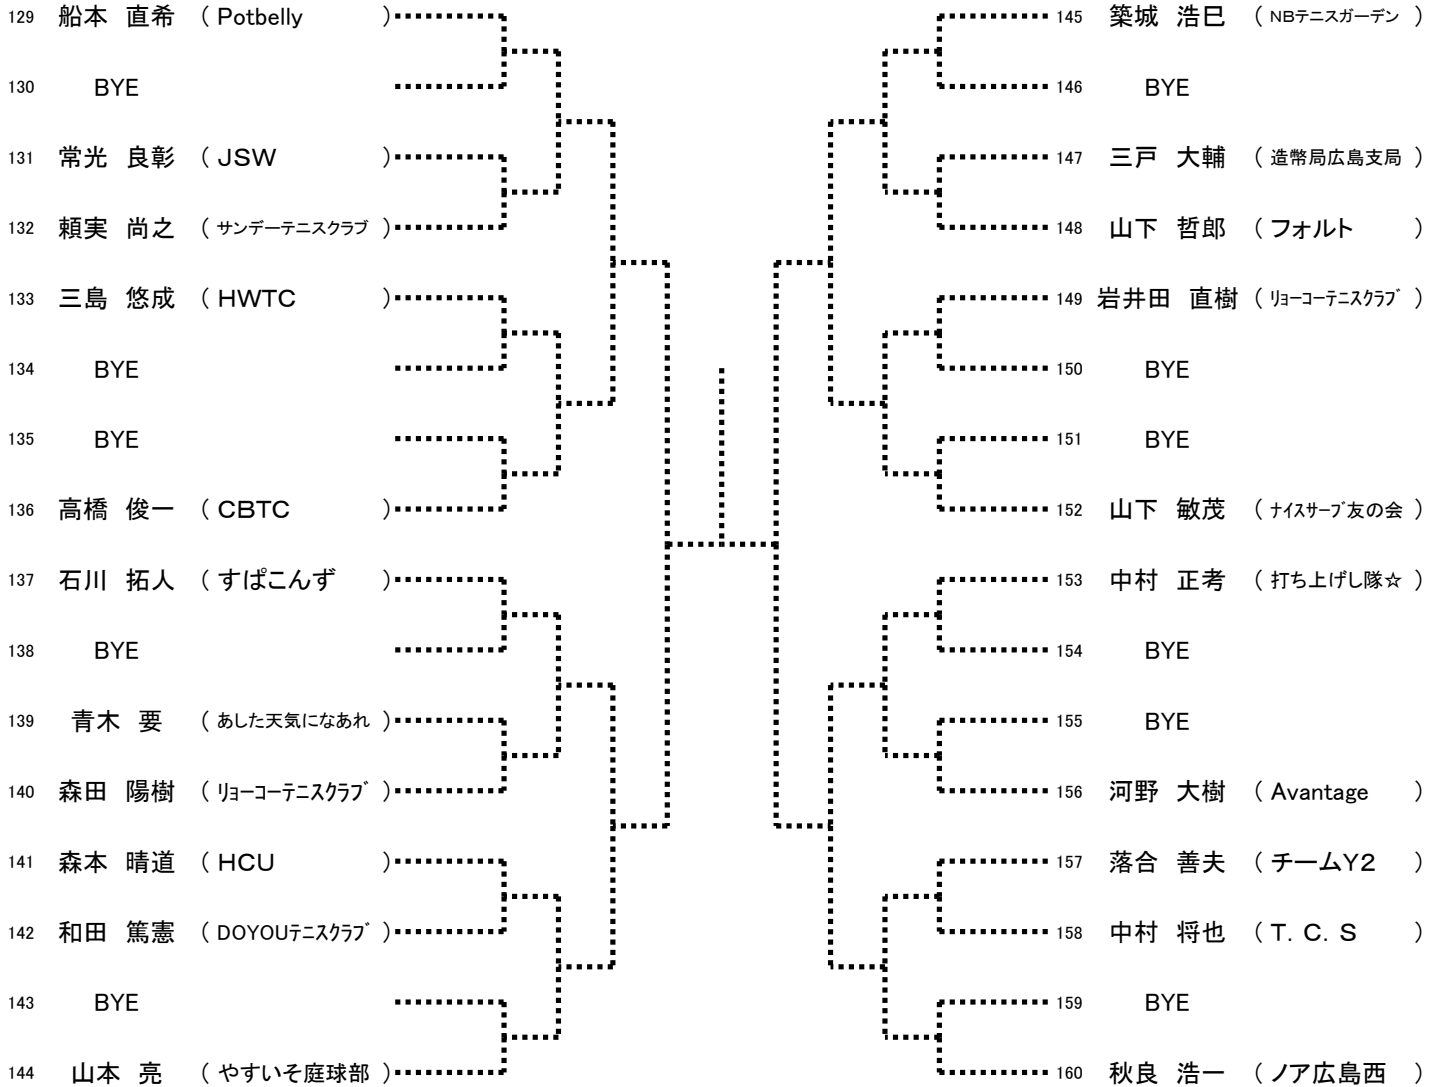 129 船本 直希 ( Potbelly )
130 BYE
131 常光 良彰 ( JSW )
132 頼実 尚之 ( サンデーテニスクラブ )
133 三島 悠成 ( HWTC )
134 BYE
135 BYE
136 高橋 俊一 ( CBTC )
137 石川 拓人 ( すぱこんず )
138 BYE
139 青木 要 ( あした天気になあれ )
140 森田 陽樹 ( ﾘｮｰｺｰﾃﾆｽｸﾗﾌﾞ )
141 森本 晴道 ( HCU )
142 和田 篤憲 ( DOYOUﾃﾆｽｸﾗﾌﾞ )
143 BYE
144 山本 亮 ( やすいそ庭球部 )
145 築城 浩巳 ( NBテニスガーデン )
146 BYE
147 三戸 大輔 ( 造幣局広島支局 )
148 山下 哲郎 ( フォルト )
149 岩井田 直樹 ( ﾘｮｰｺｰﾃﾆｽｸﾗﾌﾞ )
150 BYE
151 BYE
152 山下 敏茂 ( ﾅｲｽｻｰﾌﾞ友の会 )
153 中村 正考 ( 打ち上げし隊☆ )
154 BYE
155 BYE
156 河野 大樹 ( Avantage )
157 落合 善夫 ( チームY2 )
158 中村 将也 ( T. C. S )
159 BYE
160 秋良 浩一 ( ノア広島西 )